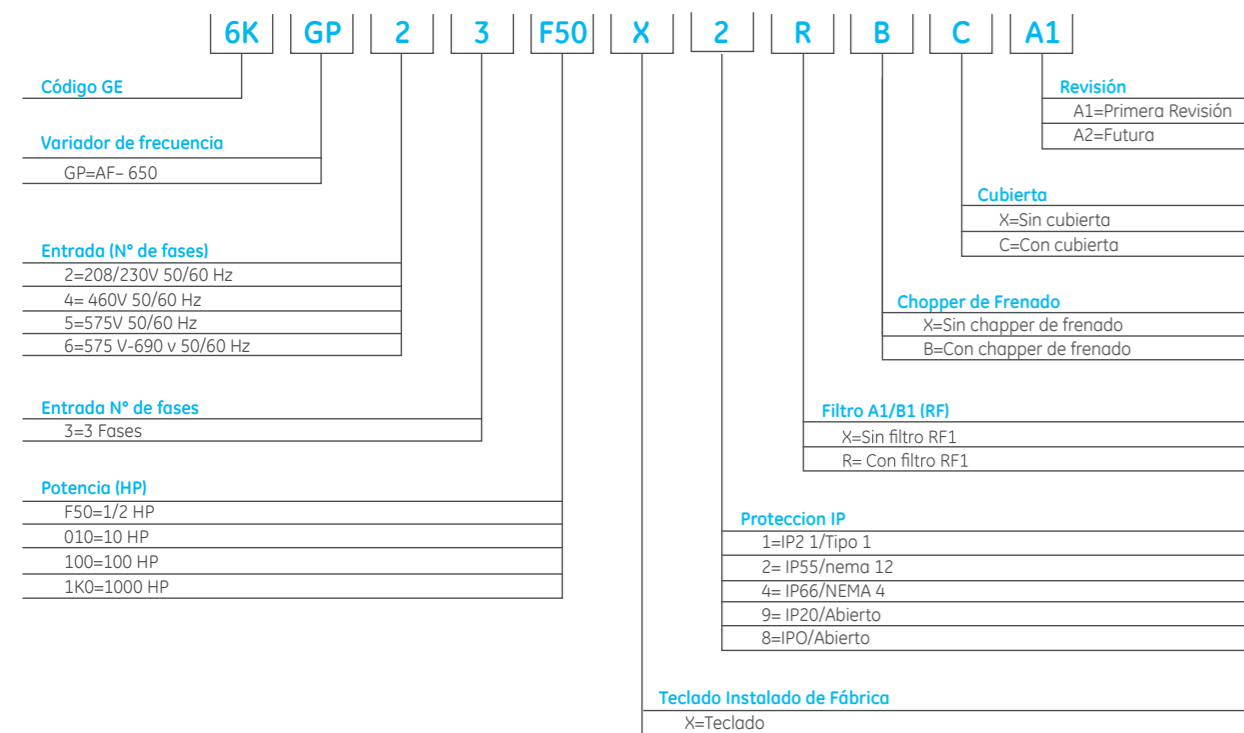 6K GP 2 3 F50 X 2 R B C A1
Código GE
Variador de frecuencia
GP=AF– 650
Entrada (N° de fases)
2=208/230V 50/60 Hz
4= 460V 50/60 Hz
5=575V 50/60 Hz
6=575 V-690 v 50/60 Hz
Entrada N° de fases
3=3 Fases
Potencia (HP)
F50=1/2 HP
010=10 HP
100=100 HP
1K0=1000 HP
Revisión
A1=Primera Revisión
A2=Futura
Cubierta
X=Sin cubierta
C=Con cubierta
Chopper de Frenado
X=Sin chapper de frenado
B=Con chapper de frenado
Filtro A1/B1 (RF)
X=Sin filtro RF1
R= Con filtro RF1
Proteccion IP
1=IP2 1/Tipo 1
2= IP55/nema 12
4= IP66/NEMA 4
9= IP20/Abierto
8=IPO/Abierto
Teclado Instalado de Fábrica
X=Teclado